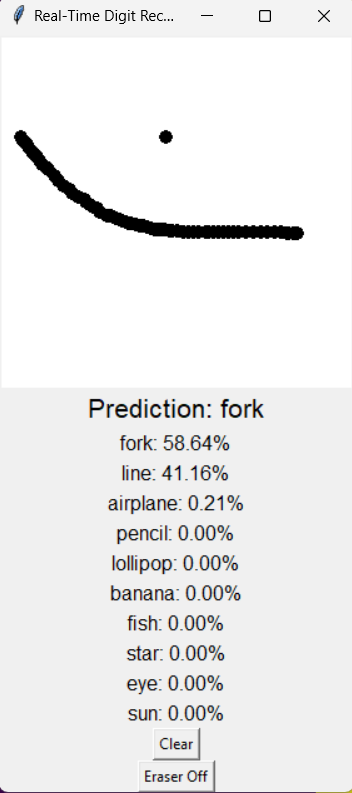 Real-Time Digit Rec...
Prediction: fork
fork: 58.64%
line: 41.16%
airplane: 0.21%
pencil: 0.00%
lollipop: 0.00%
banana: 0.00%
fish: 0.00%
star: 0.00%
eye: 0.00%
sun: 0.00%
Clear
Eraser Off